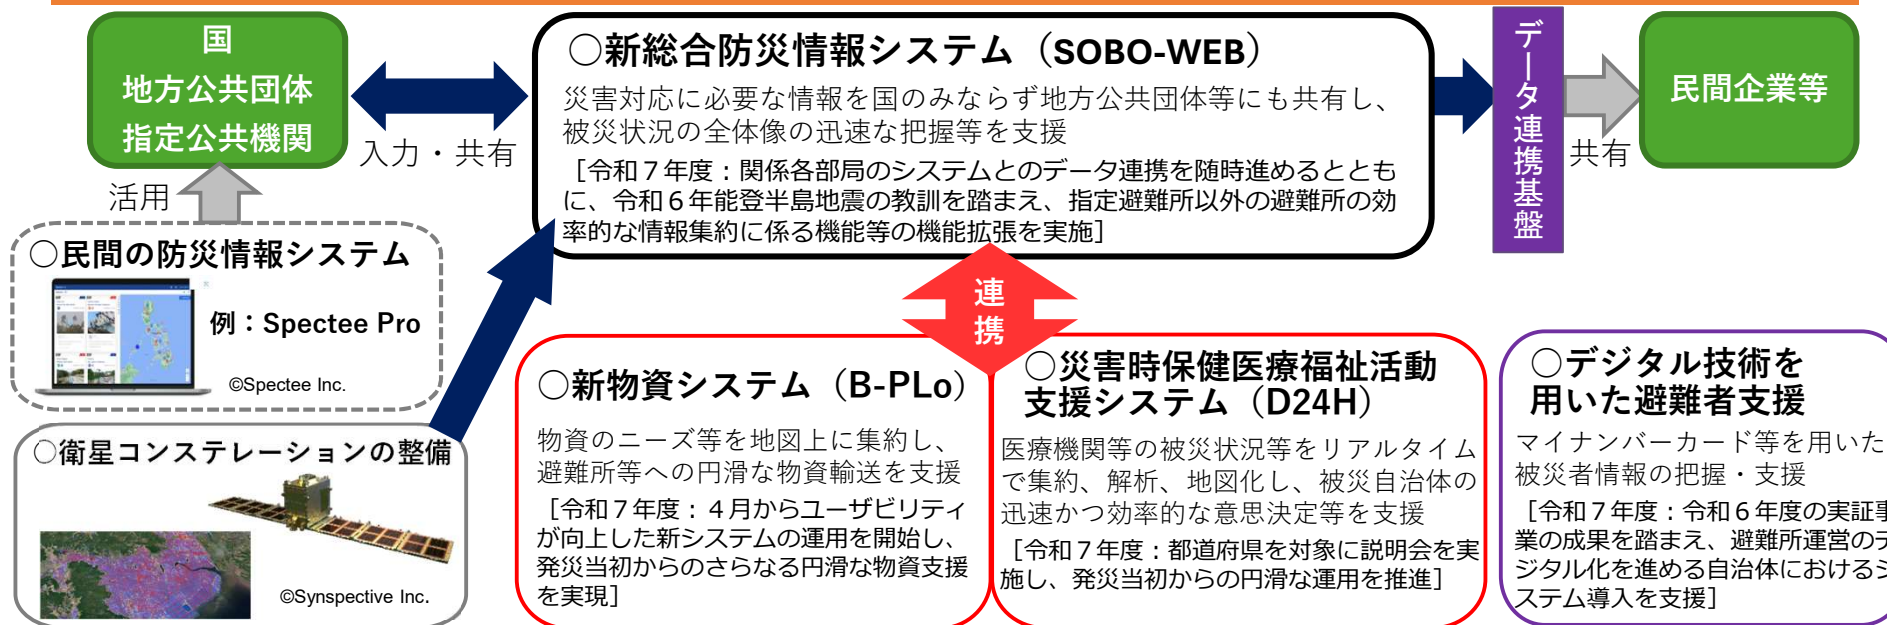 国
地方公共団体
指定公共機関
入力・共有
○新総合防災情報システム（SOBO-WEB）
災害対応に必要な情報を国のみならず地方公共団体等にも共有し、
被災状況の全体像の迅速な把握等を支援
［令和７年度：関係各部局のシステムとのデータ連携を随時進めるととも
に、令和６年能登半島地震の教訓を踏まえ、指定避難所以外の避難所の効
率的な情報集約に係る機能等の機能拡張を実施］
データ連携基盤
共有
民間企業等
活用
○民間の防災情報システム
例：Spectee Pro
©Spectee Inc.
○衛星コンステレーションの整備
©Synspective Inc.
連携
○新物資システム（B-PLo）
物資のニーズ等を地図上に集約し、
避難所等への円滑な物資輸送を支援
［令和７年度：４月からユーザビリティ
が向上した新システムの運用を開始し、
発災当初からのさらなる円滑な物資支援
を実現］
○災害時保健医療福祉活動
支援システム（D24H）
医療機関等の被災状況等をリアルタイム
で集約、解析、地図化し、被災自治体の
迅速かつ効率的な意思決定等を支援
［令和７年度：都道府県を対象に説明会を実
施し、発災当初からの円滑な運用を推進］
○デジタル技術を
用いた避難者支援
マイナンバーカード等を用いた
被災者情報の把握・支援
［令和７年度：令和６年度の実証事
業の成果を踏まえ、避難所運営のデ
ジタル化を進める自治体におけるシ
ステム導入を支援］